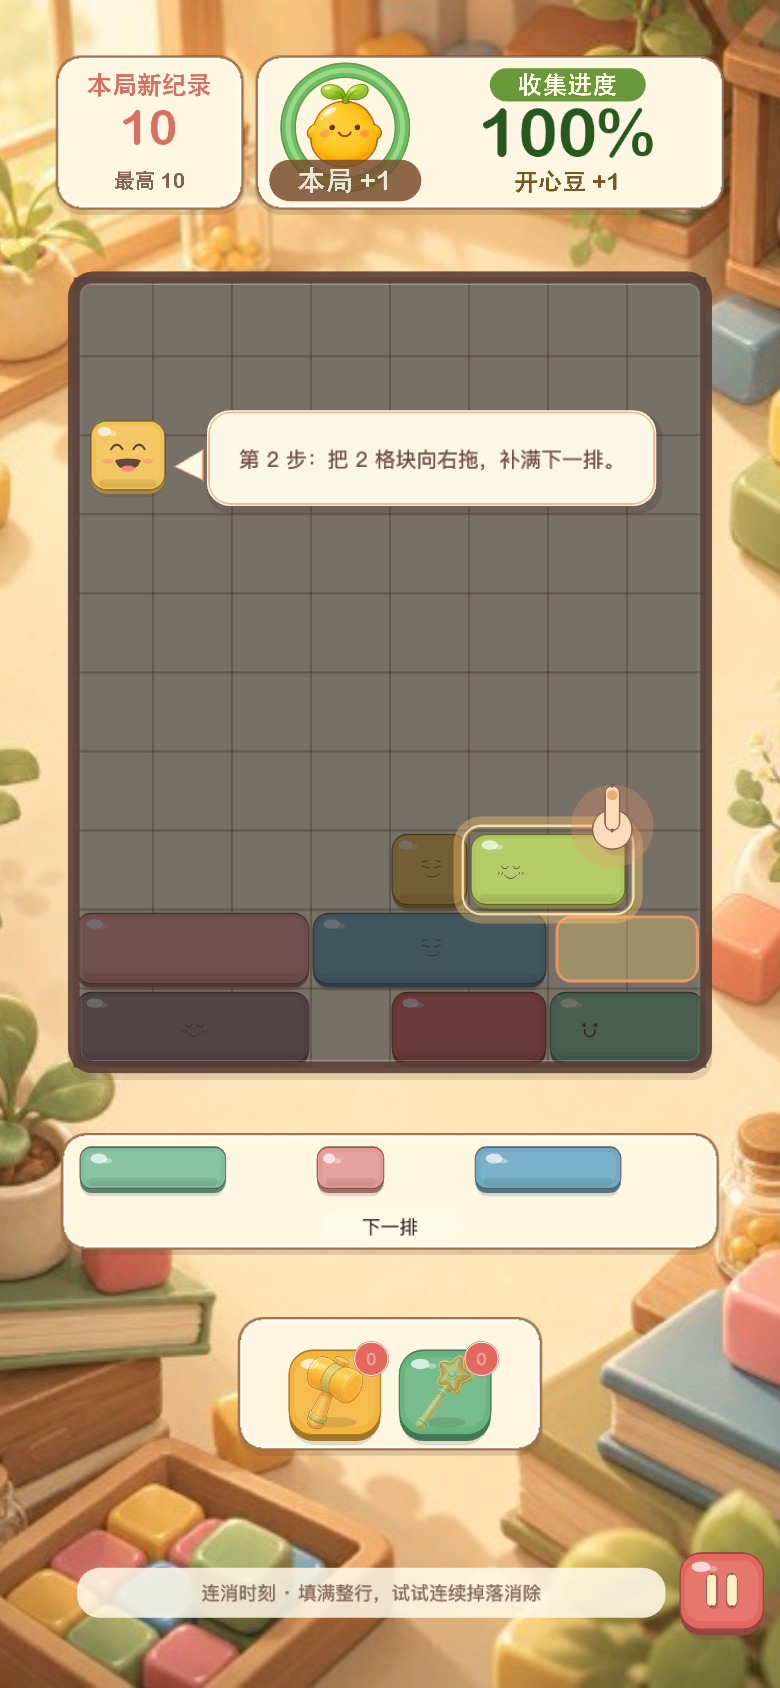 本局新纪录
10
最高 10
本局 +1
收集进度
100%
开心豆 +1
第 2 步：把 2 格块向右拖，补满下一排。
下一排
0
0
连消时刻 · 填满整行，试试连续掉落消除